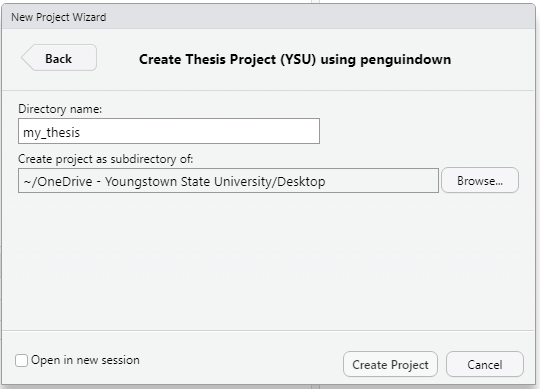 New Project Wizard
Back
Create Thesis Project (YSU) using penguindown
Directory name:
my_thesis
Create project as subdirectory of:
~/OneDrive - Youngstown State University/Desktop
Browse...
Open in new session
Create Project
Cancel